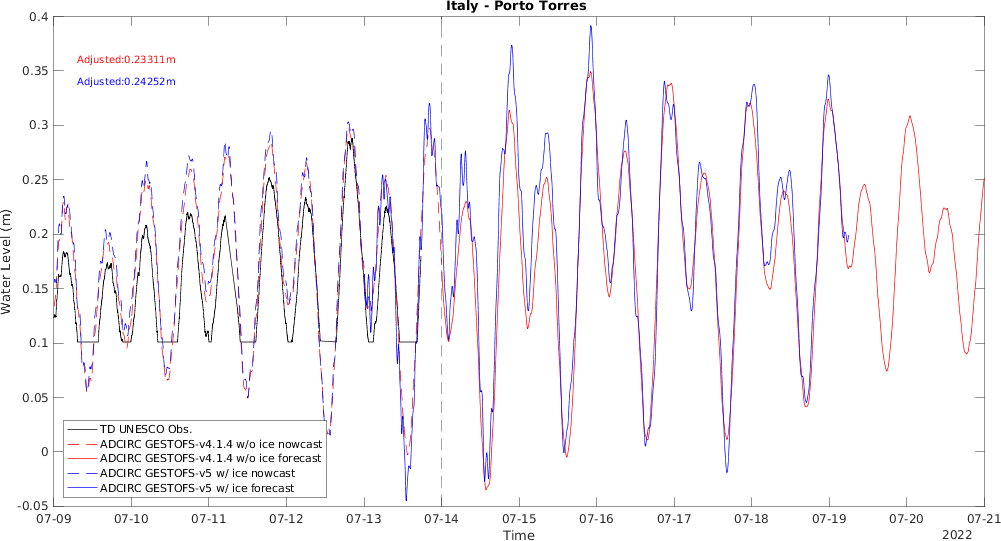 Italy - Porto Torres
Adjusted:0.23311m
Adjusted:0.24252m
Water Level (m)
0.4
0.35
0.3
0.25
0.2
0.15
0.1
0.05
0
-0.05
TD UNESCO Obs.
ADCIRC GESTOFS-v4.1.4 w/o ice nowcast
ADCIRC GESTOFS-v4.1.4 w/o ice forecast
ADCIRC GESTOFS-v5 w/ ice nowcast
ADCIRC GESTOFS-v5 w/ ice forecast
07-09 07-10 07-11 07-12 07-13 07-14 07-15 07-16 07-17 07-18 07-19 07-20 07-21
Time
2022